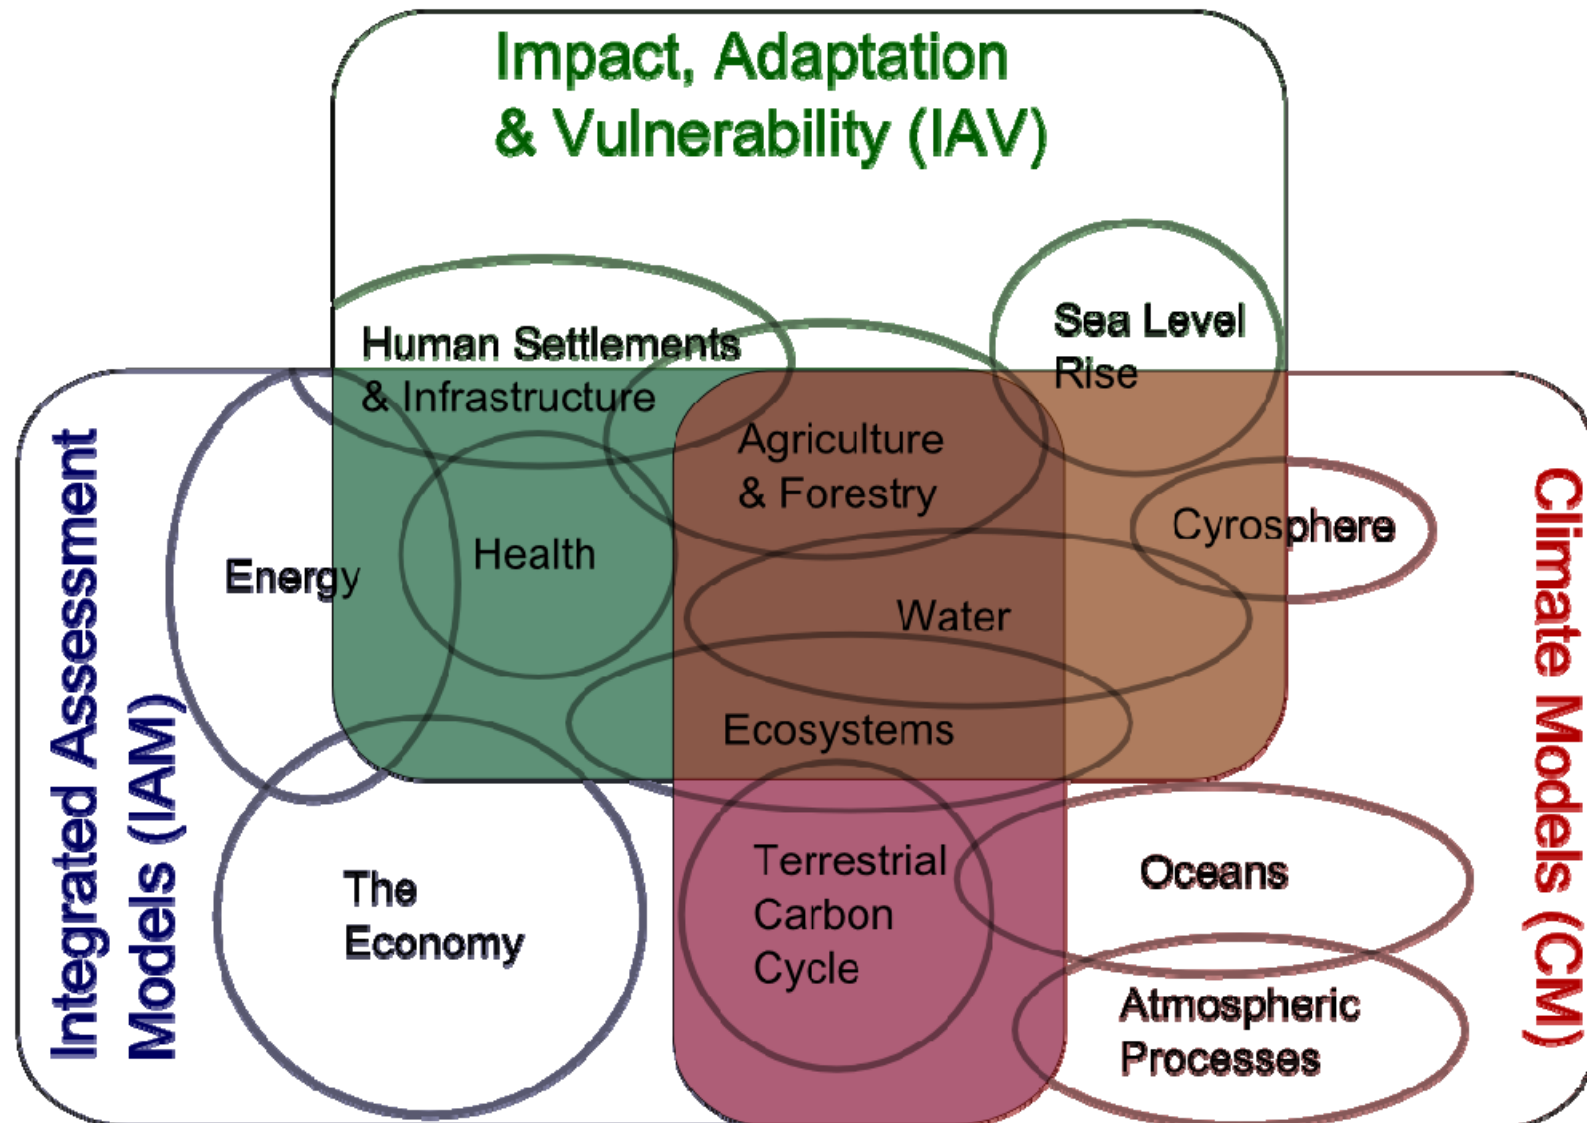 Impact, Adaptation
& Vulnerability (IAV)
Human Settlements
& Infrastructure
Sea Level
Rise
Agriculture
& Forestry
Cyrosphere
Health
Energy
Water
Ecosystems
The
Economy
Terrestrial
Carbon
Cycle
Oceans
Atmospheric
Processes
Integrated Assessment
Models (IAM)
Climate Models (CM)